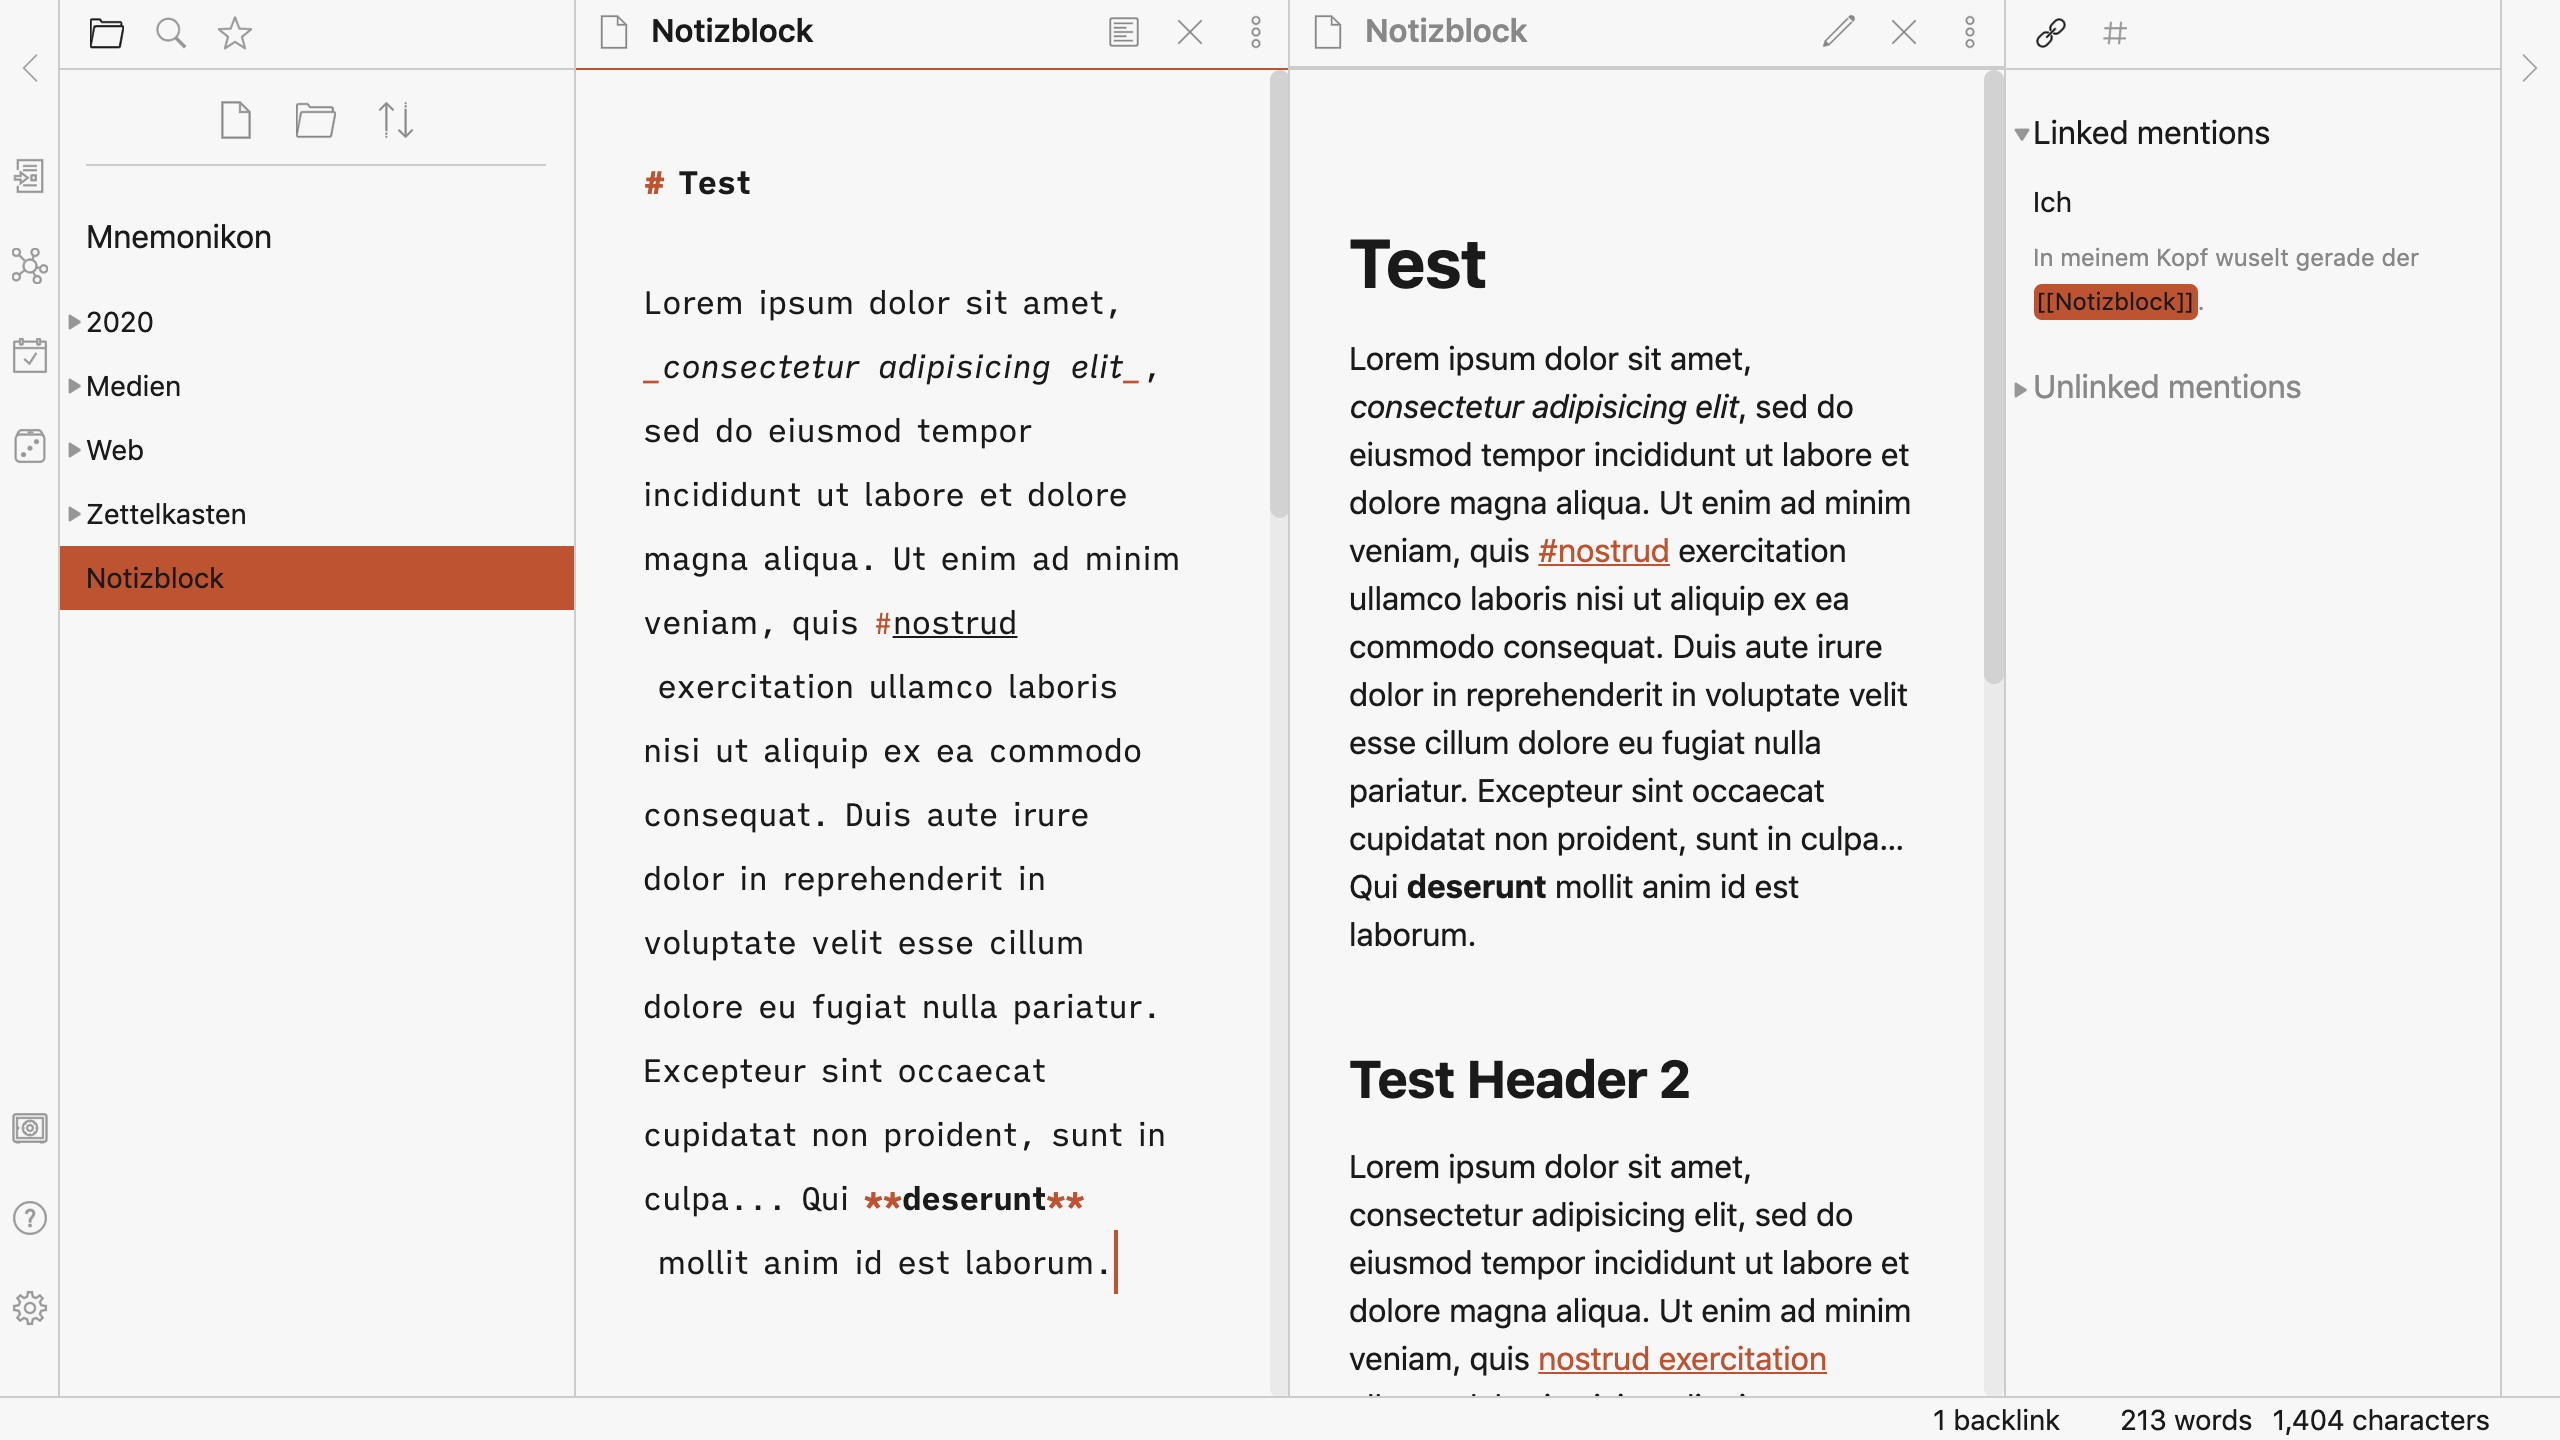 Notizblock
Notizblock
#
Mnemonikon
2020
Medien
Web
Zettelkasten
Notizblock
# Test
Lorem ipsum dolor sit amet,
_consectetur adipisicing elit_,
sed do eiusmod tempor
incididunt ut labore et dolore
magna aliqua. Ut enim ad minim
veniam, quis #nostrud
exercitation ullamco laboris
nisi ut aliquip ex ea commodo
consequat. Duis aute irure
dolor in reprehenderit in
voluptate velit esse cillum
dolore eu fugiat nulla pariatur.
Excepteur sint occaecat
cupidatat non proident, sunt in
culpa... Qui **deserunt**
mollit anim id est laborum.
Test
Lorem ipsum dolor sit amet,
consectetur adipisicing elit, sed do
eiusmod tempor incididunt ut labore et
dolore magna aliqua. Ut enim ad minim
veniam, quis #nostrud exercitation
ullamco laboris nisi ut aliquip ex ea
commodo consequat. Duis aute irure
dolor in reprehenderit in voluptate velit
esse cillum dolore eu fugiat nulla
pariatur. Excepteur sint occaecat
cupidatat non proident, sunt in culpa...
Qui deserunt mollit anim id est
laborum.
Test Header 2
Lorem ipsum dolor sit amet,
consectetur adipisicing elit, sed do
eiusmod tempor incididunt ut labore et
dolore magna aliqua. Ut enim ad minim
veniam, quis nostrud exercitation
Linked mentions
Ich
In meinem Kopf wuselt gerade der
[[Notizblock]].
Unlinked mentions
1 backlink
213 words
1,404 characters